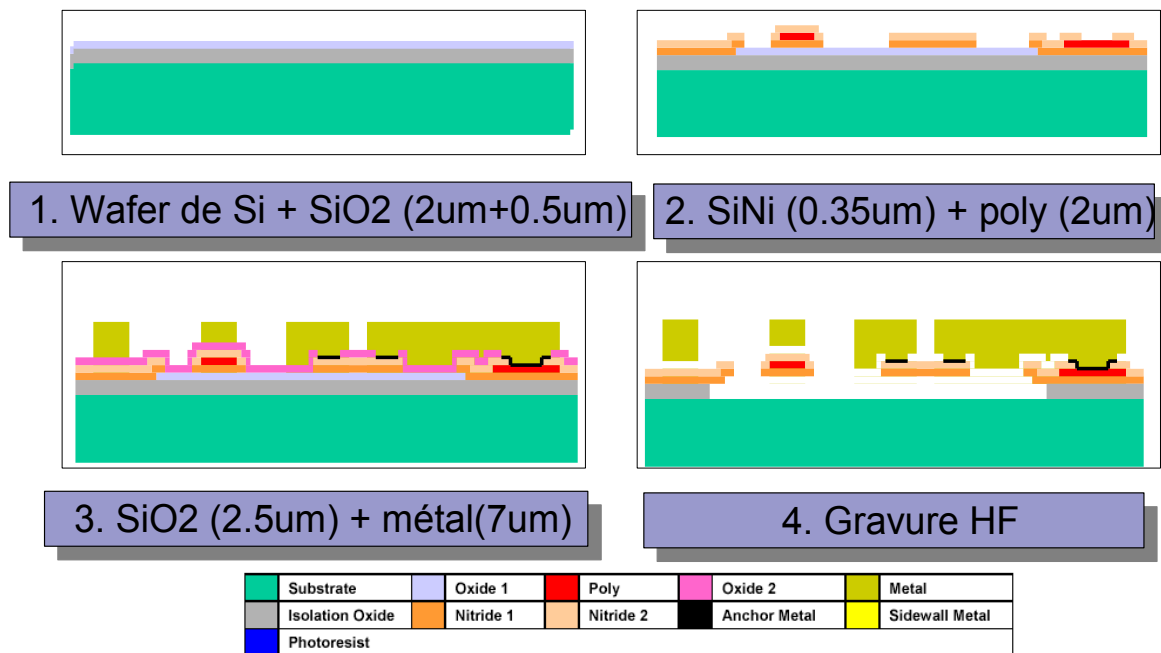 1. Wafer de Si + SiO2 (2um+0.5um)
2. SiNi (0.35um) + poly (2um)
3. SiO2 (2.5um) + métal(7um)
4. Gravure HF
Substrate Oxide 1 Poly Oxide 2 Metal
Isolation Oxide Nitride 1 Nitride 2 Anchor Metal Sidewall Metal
Photoresist